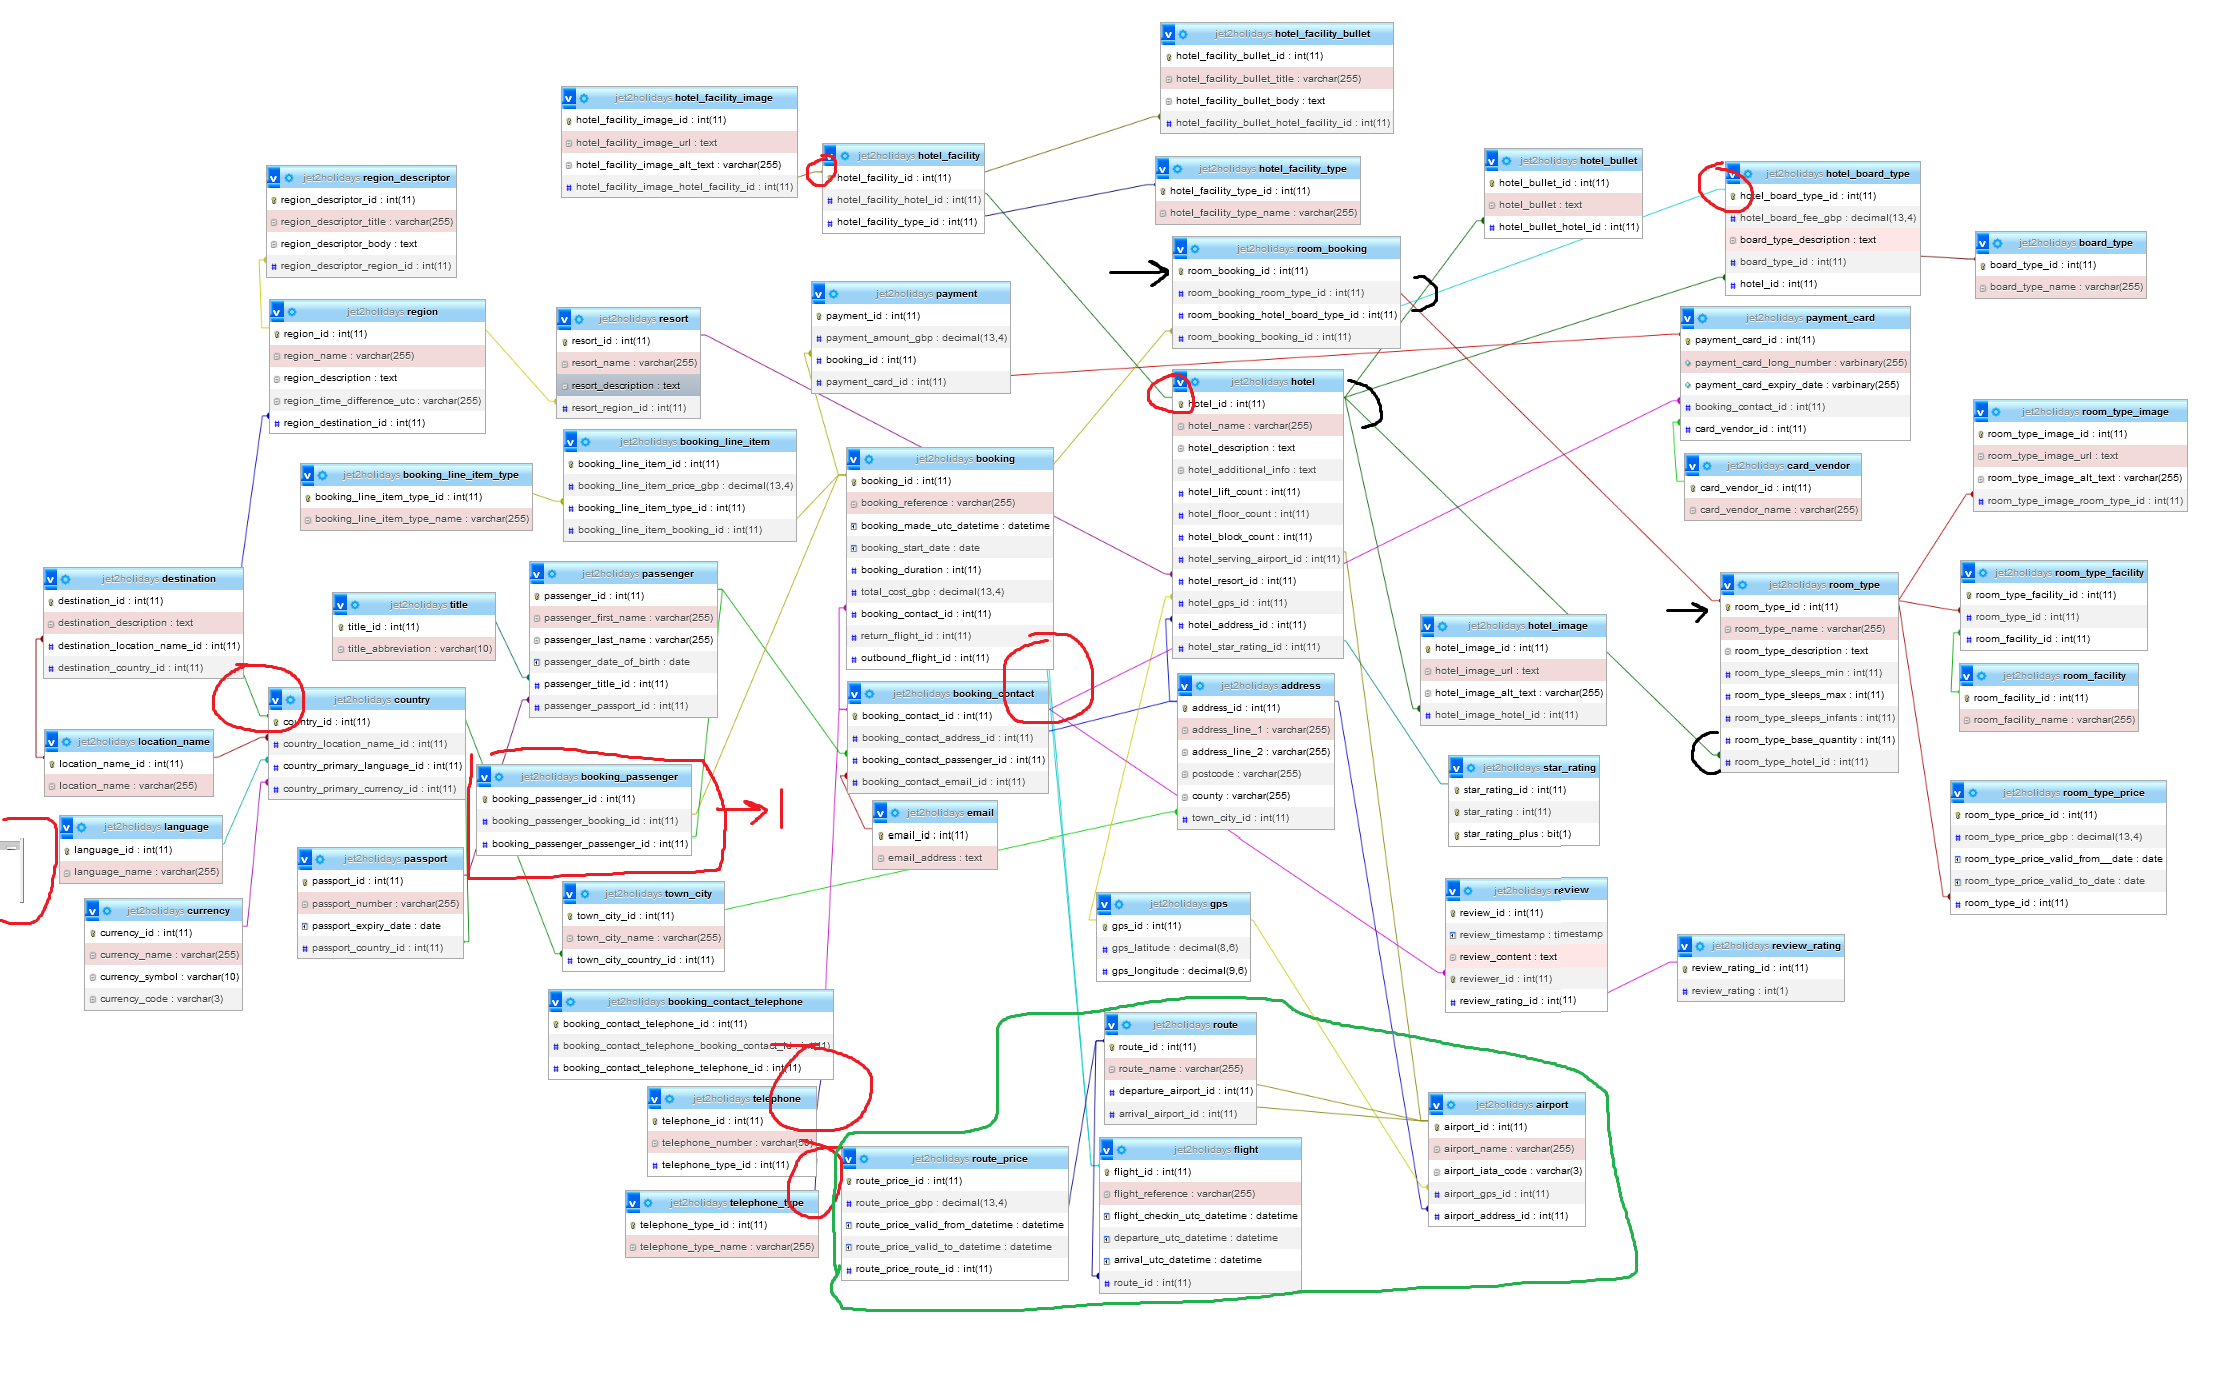 jet2holidays hotel_facility_bullet
hotel_facility_bullet_id : int(11)
hotel_facility_bullet_title : varchar(255)
hotel_facility_bullet_body : text
hotel_facility_bullet_hotel_facility_id : int(11)
jet2holidays hotel_facility_image
hotel_facility_image_id : int(11)
hotel_facility_image_url : text
hotel_facility_image_alt_text : varchar(255)
hotel_facility_image_hotel_facility_id : int(11)
jet2holidays hotel_facility
hotel_facility_id : int(11)
hotel_facility_hotel_id : int(11)
hotel_facility_type_id : int(11)
jet2holidays hotel_facility_type
hotel_facility_type_id : int(11)
hotel_facility_type_name : varchar(255)
jet2holidays hotel_bullet
hotel_bullet_id : int(11)
hotel_bullet : text
hotel_bullet_hotel_id : int(11)
jet2holidays hotel_board_type
hotel_board_type_id : int(11)
hotel_board_fee_gbp : decimal(13,4)
board_type_description : text
board_type_id : int(11)
hotel_id : int(11)
jet2holidays board_type
board_type_id : int(11)
board_type_name : varchar(255)
jet2holidays region_descriptor
region_descriptor_id : int(11)
region_descriptor_title : varchar(255)
region_descriptor_body : text
region_descriptor_region_id : int(11)
jet2holidays room_booking
room_booking_id : int(11)
room_booking_room_type_id : int(11)
room_booking_hotel_board_type_id : int(11)
room_booking_booking_id : int(11)
jet2holidays region
region_id : int(11)
region_name : varchar(255)
region_description : text
region_time_difference_utc : varchar(255)
region_destination_id : int(11)
jet2holidays resort
resort_id : int(11)
resort_name : varchar(255)
resort_description : text
resort_region_id : int(11)
jet2holidays payment
payment_id : int(11)
payment_amount_gbp : decimal(13,4)
booking_id : int(11)
payment_card_id : int(11)
jet2holidays payment_card
payment_card_id : int(11)
payment_card_long_number : varbinary(255)
payment_card_expiry_date : varbinary(255)
booking_contact_id : int(11)
card_vendor_id : int(11)
jet2holidays hotel
hotel_id : int(11)
hotel_name : varchar(255)
hotel_description : text
hotel_additional_info : text
hotel_lift_count : int(11)
hotel_floor_count : int(11)
hotel_block_count : int(11)
hotel_serving_airport_id : int(11)
hotel_resort_id : int(11)
hotel_gps_id : int(11)
hotel_address_id : int(11)
hotel_star_rating_id : int(11)
jet2holidays room_type_image
room_type_image_id : int(11)
room_type_image_url : text
room_type_image_alt_text : varchar(255)
room_type_image_room_type_id : int(11)
jet2holidays booking_line_item
booking_line_item_id : int(11)
booking_line_item_price_gbp : decimal(13,4)
booking_line_item_type_id : int(11)
booking_line_item_booking_id : int(11)
jet2holidays booking_line_item_type
booking_line_item_type_id : int(11)
booking_line_item_type_name : varchar(255)
jet2holidays booking
booking_id : int(11)
booking_reference : varchar(255)
booking_made_utc_datetime : datetime
booking_start_date : date
booking_duration : int(11)
total_cost_gbp : decimal(13,4)
booking_contact_id : int(11)
return_flight_id : int(11)
outbound_flight_id : int(11)
jet2holidays card_vendor
card_vendor_id : int(11)
card_vendor_name : varchar(255)
jet2holidays destination
destination_id : int(11)
destination_description : text
destination_location_name_id : int(11)
destination_country_id : int(11)
jet2holidays title
title_id : int(11)
title_abbreviation : varchar(10)
jet2holidays passenger
passenger_id : int(11)
passenger_first_name : varchar(255)
passenger_last_name : varchar(255)
passenger_date_of_birth : date
passenger_title_id : int(11)
passenger_passport_id : int(11)
jet2holidays room_type
room_type_id : int(11)
room_type_name : varchar(255)
room_type_description : text
room_type_sleeps_min : int(11)
room_type_sleeps_max : int(11)
room_type_sleeps_infants : int(11)
room_type_base_quantity : int(11)
room_type_hotel_id : int(11)
jet2holidays room_type_facility
room_type_facility_id : int(11)
room_type_id : int(11)
room_facility_id : int(11)
jet2holidays room_facility
room_facility_id : int(11)
room_facility_name : varchar(255)
jet2holidays hotel_image
hotel_image_id : int(11)
hotel_image_url : text
hotel_image_alt_text : varchar(255)
hotel_image_hotel_id : int(11)
jet2holidays country
country_id : int(11)
country_location_name_id : int(11)
country_primary_language_id : int(11)
country_primary_currency_id : int(11)
jet2holidays booking_contact
booking_contact_id : int(11)
booking_contact_address_id : int(11)
booking_contact_passenger_id : int(11)
booking_contact_email_id : int(11)
jet2holidays address
address_id : int(11)
address_line_1 : varchar(255)
address_line_2 : varchar(255)
postcode : varchar(255)
county : varchar(255)
town_city_id : int(11)
jet2holidays location_name
location_name_id : int(11)
location_name : varchar(255)
jet2holidays booking_passenger
booking_passenger_id : int(11)
booking_passenger_booking_id : int(11)
booking_passenger_passenger_id : int(11)
1
jet2holidays star_rating
star_rating_id : int(11)
star_rating : int(11)
star_rating_plus : bit(1)
jet2holidays email
email_id : int(11)
email_address : text
jet2holidays room_type_price
room_type_price_id : int(11)
room_type_price_gbp : decimal(13,4)
room_type_price_valid_from__date : date
room_type_price_valid_to_date : date
room_type_id : int(11)
jet2holidays language
language_id : int(11)
language_name : varchar(255)
jet2holidays passport
passport_id : int(11)
passport_number : varchar(255)
passport_expiry_date : date
passport_country_id : int(11)
jet2holidays currency
currency_id : int(11)
currency_name : varchar(255)
currency_symbol : varchar(10)
currency_code : varchar(3)
jet2holidays town_city
town_city_id : int(11)
town_city_name : varchar(255)
town_city_country_id : int(11)
jet2holidays gps
gps_id : int(11)
gps_latitude : decimal(8,6)
gps_longitude : decimal(9,6)
jet2holidays review
review_id : int(11)
review_timestamp : timestamp
review_content : text
reviewer_id : int(11)
review_rating_id : int(11)
jet2holidays review_rating
review_rating_id : int(11)
review_rating : int(1)
jet2holidays booking_contact_telephone
booking_contact_telephone_id : int(11)
booking_contact_telephone_booking_contact_id : int(11)
booking_contact_telephone_telephone_id : int(11)
jet2holidays telephone
telephone_id : int(11)
telephone_number : varchar(50)
telephone_type_id : int(11)
jet2holidays telephone_type
telephone_type_id : int(11)
telephone_type_name : varchar(255)
jet2holidays route
route_id : int(11)
route_name : varchar(255)
departure_airport_id : int(11)
arrival_airport_id : int(11)
jet2holidays route_price
route_price_id : int(11)
route_price_gbp : decimal(13,4)
route_price_valid_from_datetime : datetime
route_price_valid_to_datetime : datetime
route_price_route_id : int(11)
jet2holidays flight
flight_id : int(11)
flight_reference : varchar(255)
flight_checkin_utc_datetime : datetime
departure_utc_datetime : datetime
arrival_utc_datetime : datetime
route_id : int(11)
jet2holidays airport
airport_id : int(11)
airport_name : varchar(255)
airport_iata_code : varchar(3)
airport_gps_id : int(11)
airport_address_id : int(11)